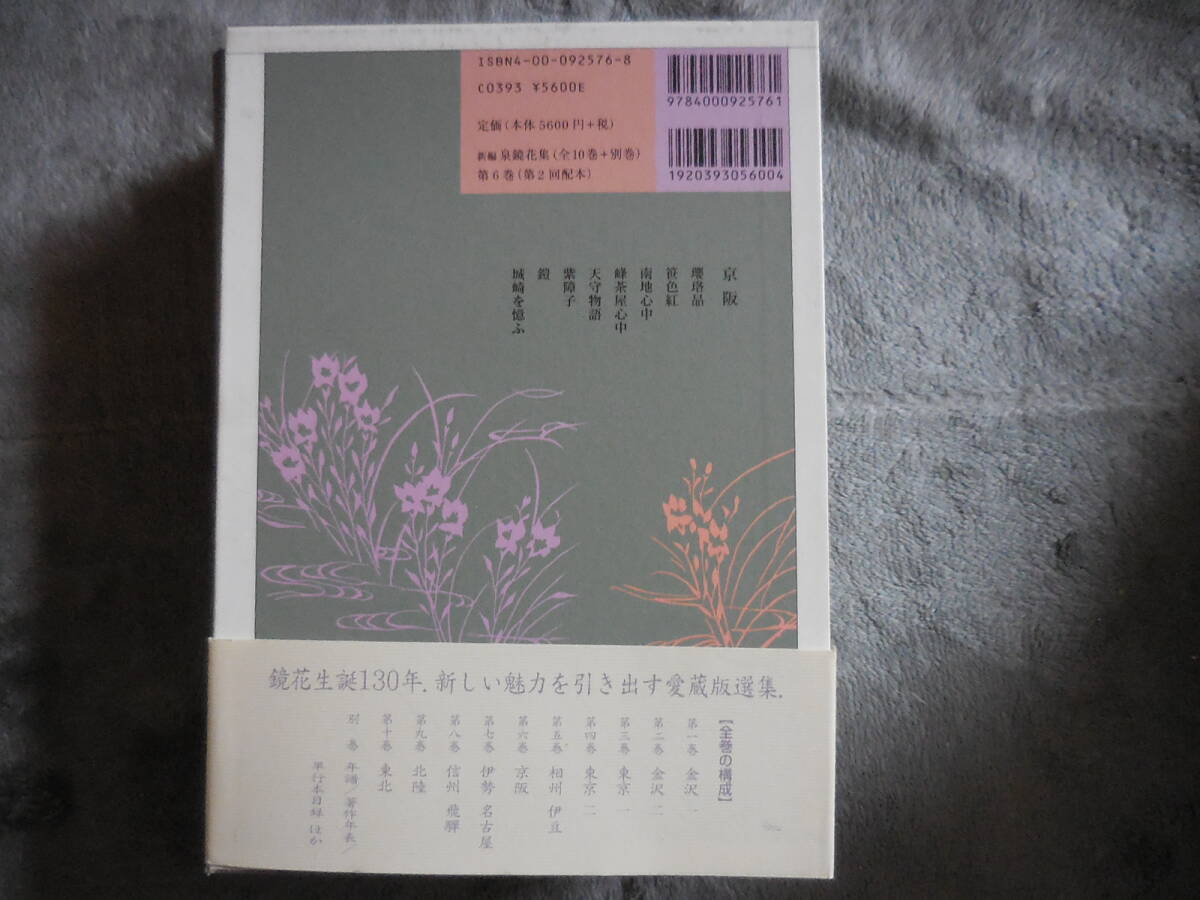 ISBN4-00-092576-8
C0393 ¥5600E
定価(本体5600円+税)
新編 泉鏡花集(全10巻+別巻)
第6巻(第2回配本)
9784000925761
1920393056004
京阪
瓔珞品
笹色紅
南地心中
峰茶屋心中
天守物語
紫障子
鎧
城崎を憶ふ
鏡花生誕130年.新しい魅力を引き出す愛蔵版選集.
【全巻の構成】
第一巻 金沢 一
第二巻 金沢 二
第三巻 東京 一
第四巻 東京 二
第五巻 相州 伊豆
第六巻 京阪
第七巻 伊勢 名古屋
第八巻 信州 飛驒
第九巻 北陸
第十巻 東北
別巻 年譜/著作年表/
単行本目録 ほか